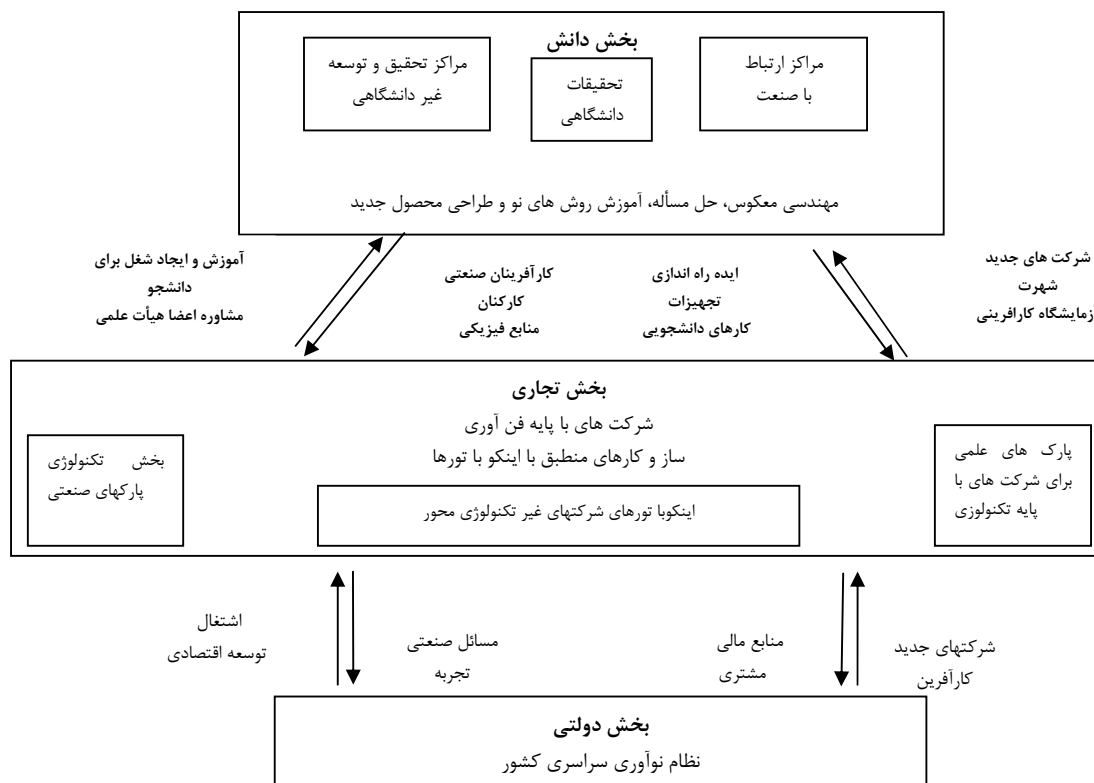 بخش دانش
مراکز ارتباط
با صنعت
تحقیقات
دانشگاهی
مراکز تحقیق و توسعه
غیر دانشگاهی
مهندسی معکوس، حل مسأله، آموزش روش های نو و طراحی محصول جدید
شرکت های جدید
شهرت
آزمایشگاه کارافرینی
ایده راه اندازی
تجهیزات
کارهای دانشجویی
کارآفرینان صنعتی
کارکنان
منابع فیزیکی
آموزش و ایجاد شغل برای
دانشجو
مشاوره اعضا هیأت علمی
بخش تجاری
شرکت های با پایه فن آوری
ساز و کارهای منطبق با اینکو با تورها
پارک های علمی
برای شرکت های با
پایه تکنولوزی
اینکوبا تورهای شرکتهای غیر تکنولوژی محور
بخش تکنولوژی
پارکهای صنعتی
شرکتهای جدید
کارآفرین
منابع مالی
مشتری
مسائل صنعتی
تجربه
اشتغال
توسعه اقتصادی
بخش دولتی
نظام نوآوری سراسری کشور